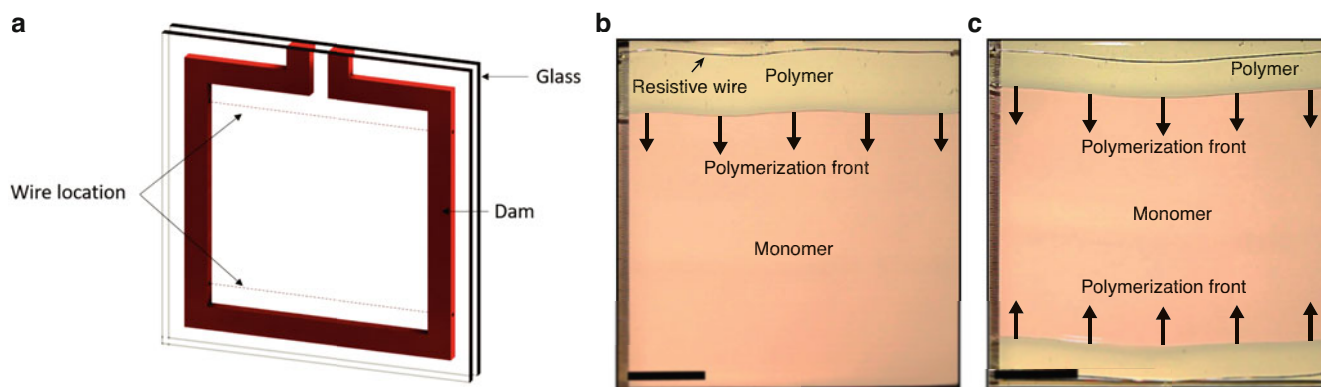 a
Glass
Wire location
Dam
b
Resistive wire
Polymer
Polymerization front
Monomer
c
Polymer
Polymerization front
Monomer
Polymerization front